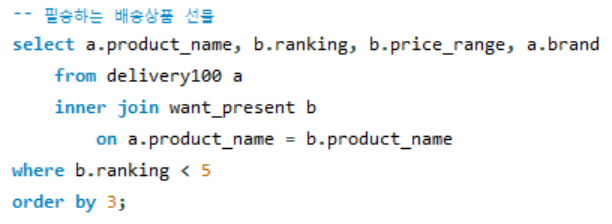 -- 필승하는 배송상품 선물
select a.product_name, b.ranking, b.price_range, a.brand
from delivery100 a
inner join want_present b
on a.product_name = b.product_name
where b.ranking < 5
order by 3;